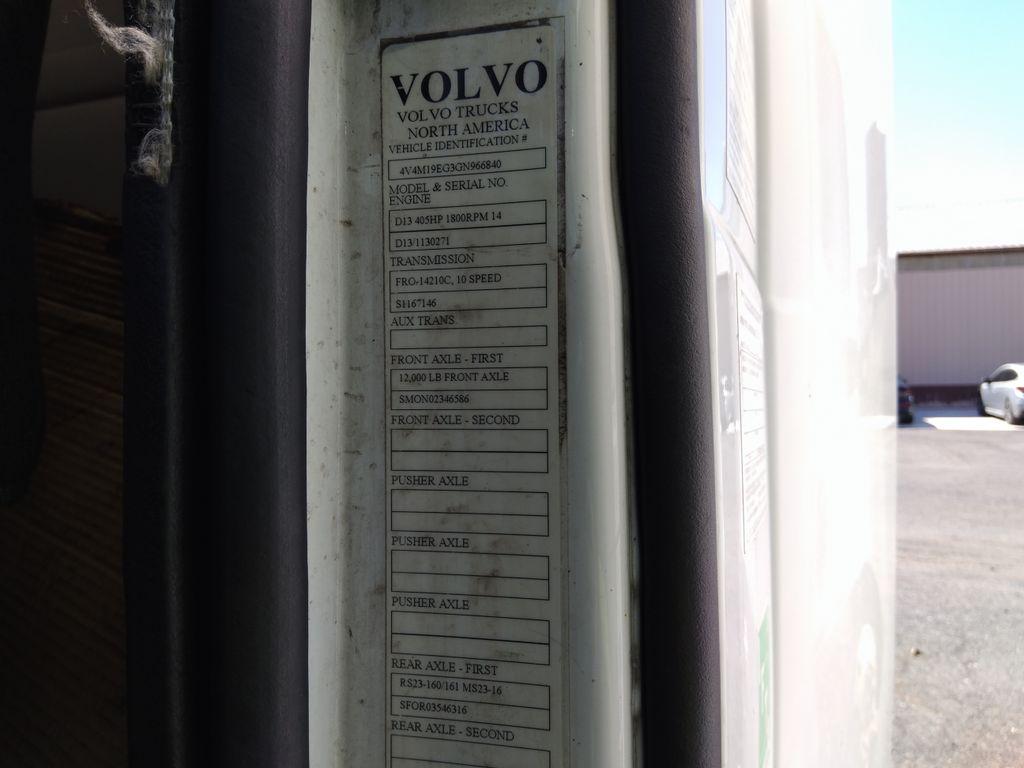 VOLVO
VOLVO TRUCKS
NORTH AMERICA
VEHICLE IDENTIFICATION #
4V4M19EG3GN966840
MODEL & SERIAL NO.
ENGINE
D13 405HP 1800RPM 14
D13/1130271
TRANSMISSION
FRO-14210C, 10 SPEED
S1167146
AUX TRANS
FRONT AXLE - FIRST
12,000 LB FRONT AXLE
SMON02346586
FRONT AXLE - SECOND
PUSHER AXLE
PUSHER AXLE
PUSHER AXLE
REAR AXLE - FIRST
RS23-160/161 MS23-16
SFOR03546316
REAR AXLE - SECOND